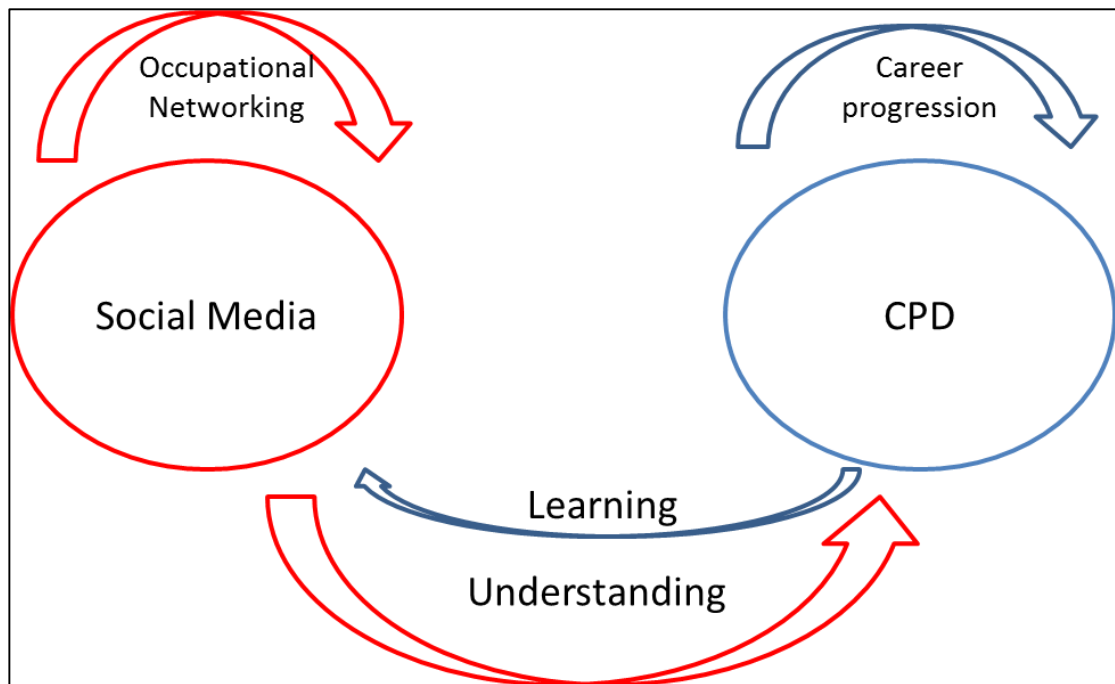 Occupational
Networking
Career
progression
Social Media
CPD
Learning
Understanding